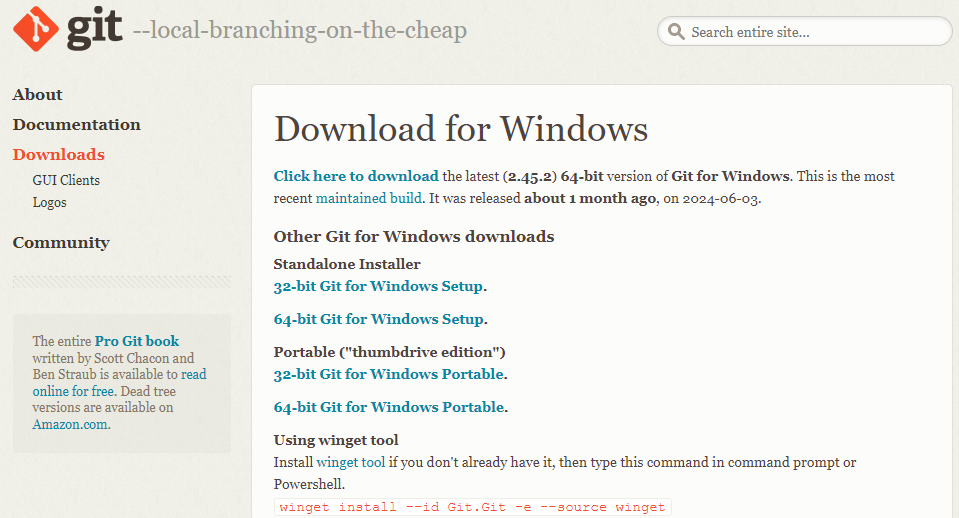 git --local-branching-on-the-cheap
Search entire site...
About
Documentation
Downloads
GUI Clients
Logos
Community
The entire Pro Git book
written by Scott Chacon and
Ben Straub is available to read
online for free. Dead tree
versions are available on
Amazon.com.
Download for Windows
Click here to download the latest (2.45.2) 64-bit version of Git for Windows. This is the most
recent maintained build. It was released about 1 month ago, on 2024-06-03.
Other Git for Windows downloads
Standalone Installer
32-bit Git for Windows Setup.
64-bit Git for Windows Setup.
Portable ("thumbdrive edition")
32-bit Git for Windows Portable.
64-bit Git for Windows Portable.
Using winget tool
Install winget tool if you don't already have it, then type this command in command prompt or
Powershell.
winget install --id Git.Git -e --source winget